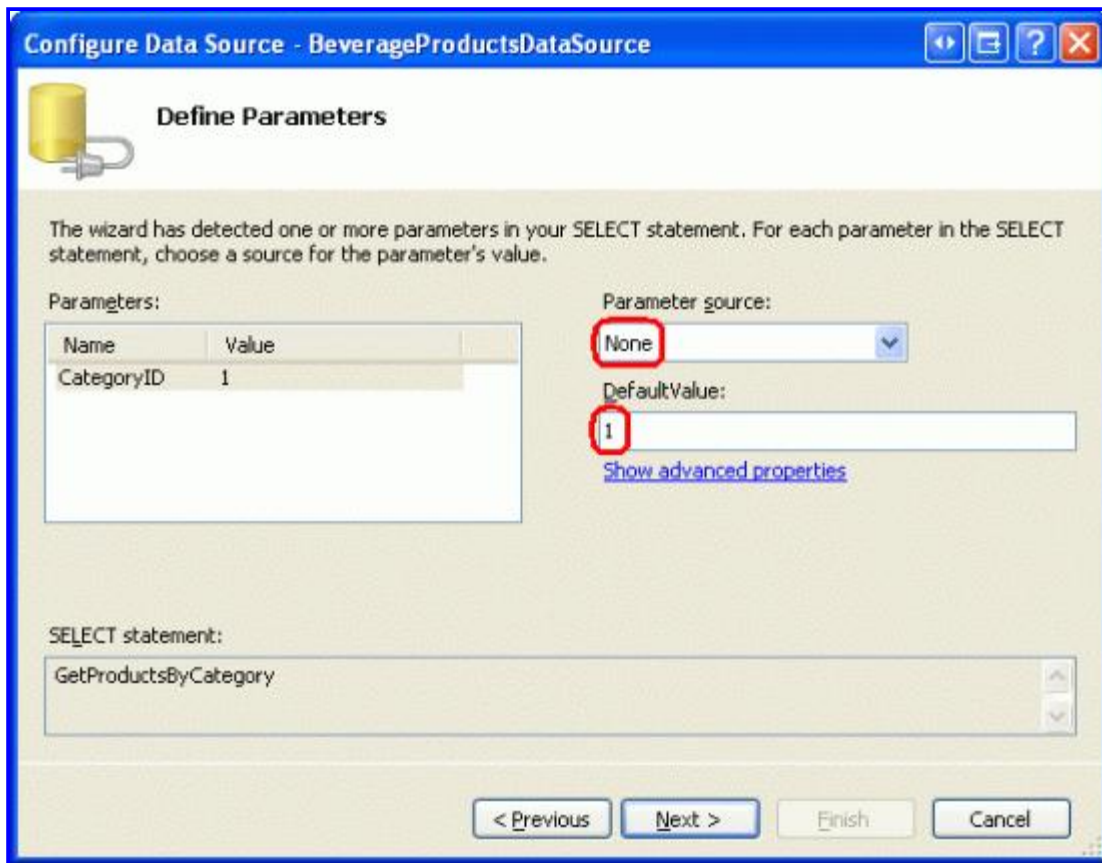 Configure Data Source - BeverageProductsDataSource
Define Parameters
The wizard has detected one or more parameters in your SELECT statement. For each parameter in the SELECT
statement, choose a source for the parameter's value.
Parameters:
Name Value
CategoryID 1
Parameter source:
None
DefaultValue:
1
Show advanced properties
SELECT statement:
GetProductsByCategory
< Previous Next > Finish Cancel